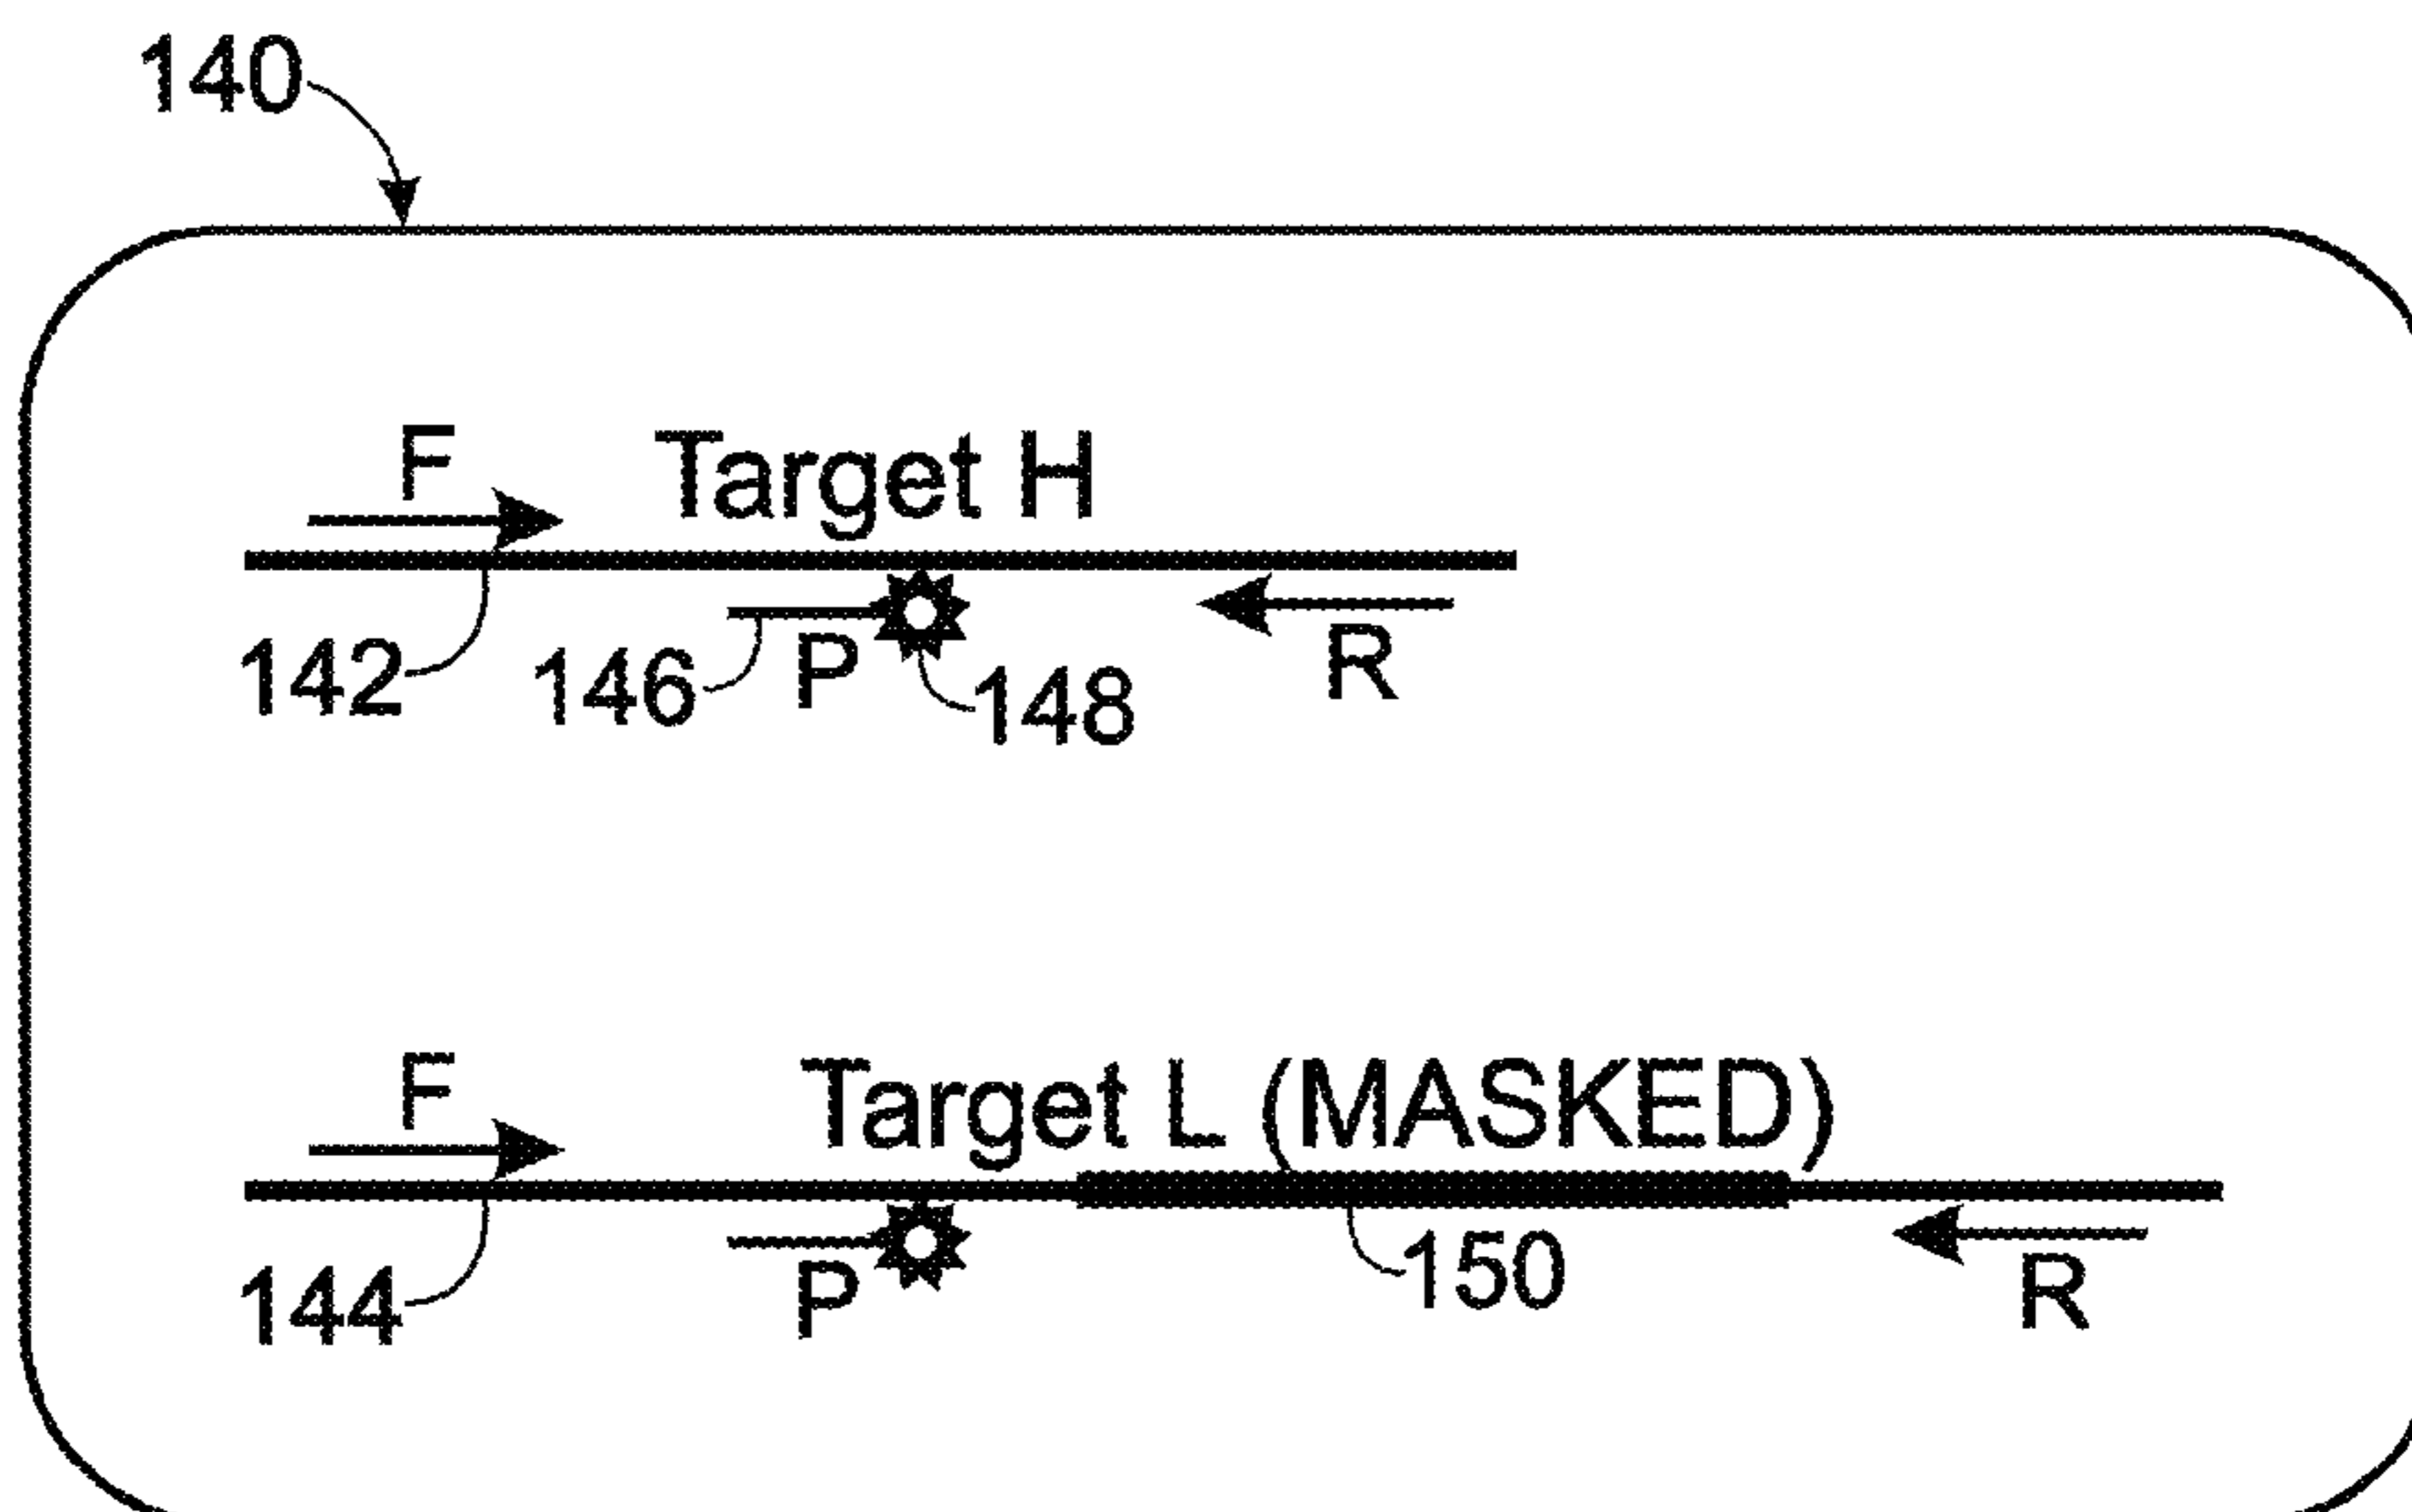 140
F Target H
142 146 P 148 R
F Target L (MASKED)
144 P 150 R